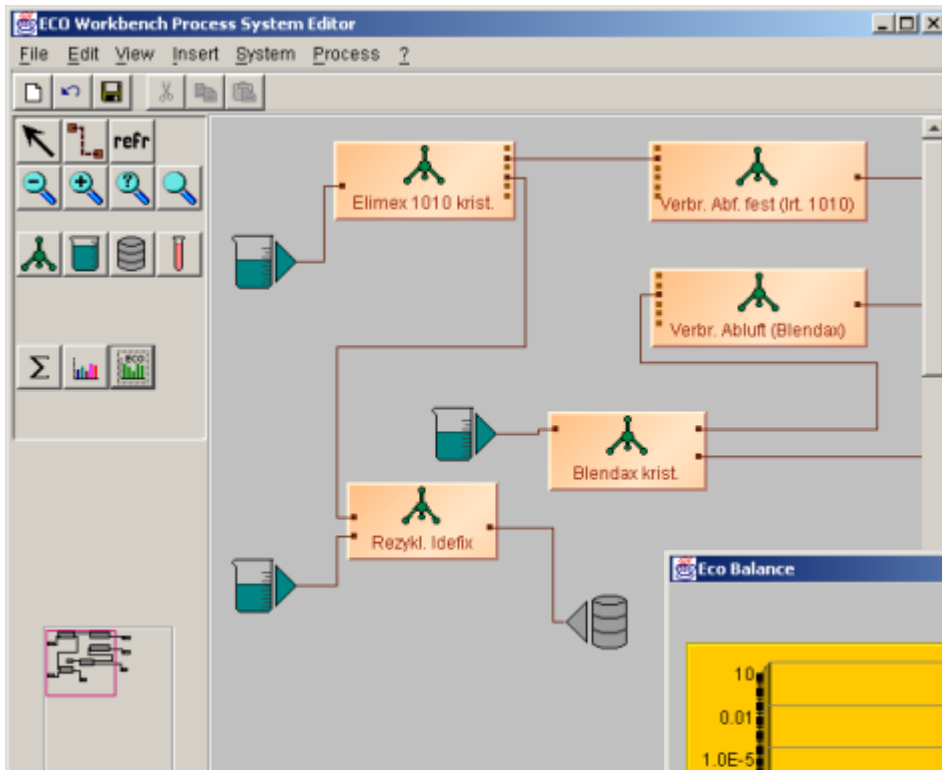 ECO Workbench Process System Editor
File Edit View Insert System Process ?
refr
Elimex 1010 krist.
Verbr. Abf. fest (Irt. 1010)
Verbr. Abluft (Blendax)
ECO
Blendax krist.
Rezykl. Idefix
Eco Balance
10
0.01
1.0E-5